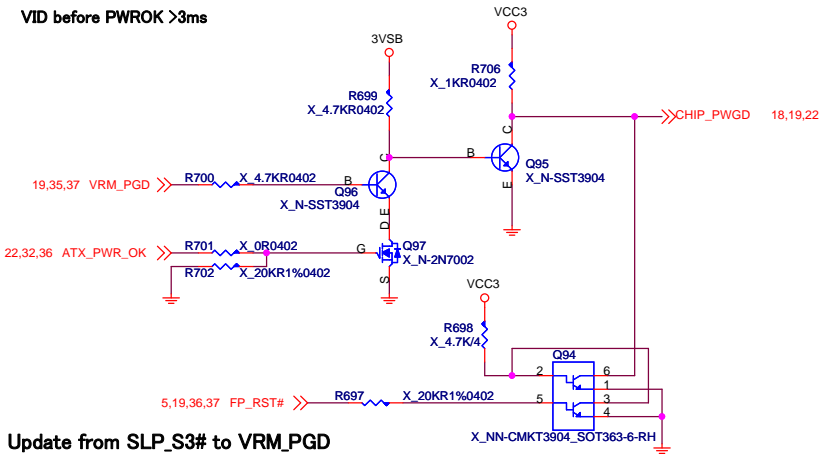 VID before PWROK >3ms
VCC3
3VSB
R706
X_1KR0402
R699
X_4.7KR0402
C
CHIP_PWGD 18,19,22
C
B
Q95
X_N-SST3904
E
19,35,37 VRM_PGD
R700
X_4.7KR0402
B
Q96
X_N-SST3904
E
D
22,32,36 ATX_PWR_OK
R701
X_0R0402
G
Q97
X_N-2N7002
R702
X_20KR1%0402
S
VCC3
R698
X_4.7K/4
Q94
2
6
1
5,19,36,37 FP_RST#
R697
X_20KR1%0402
5
3
4
X_NN-CMKT3904_SOT363-6-RH
Update from SLP_S3# to VRM_PGD